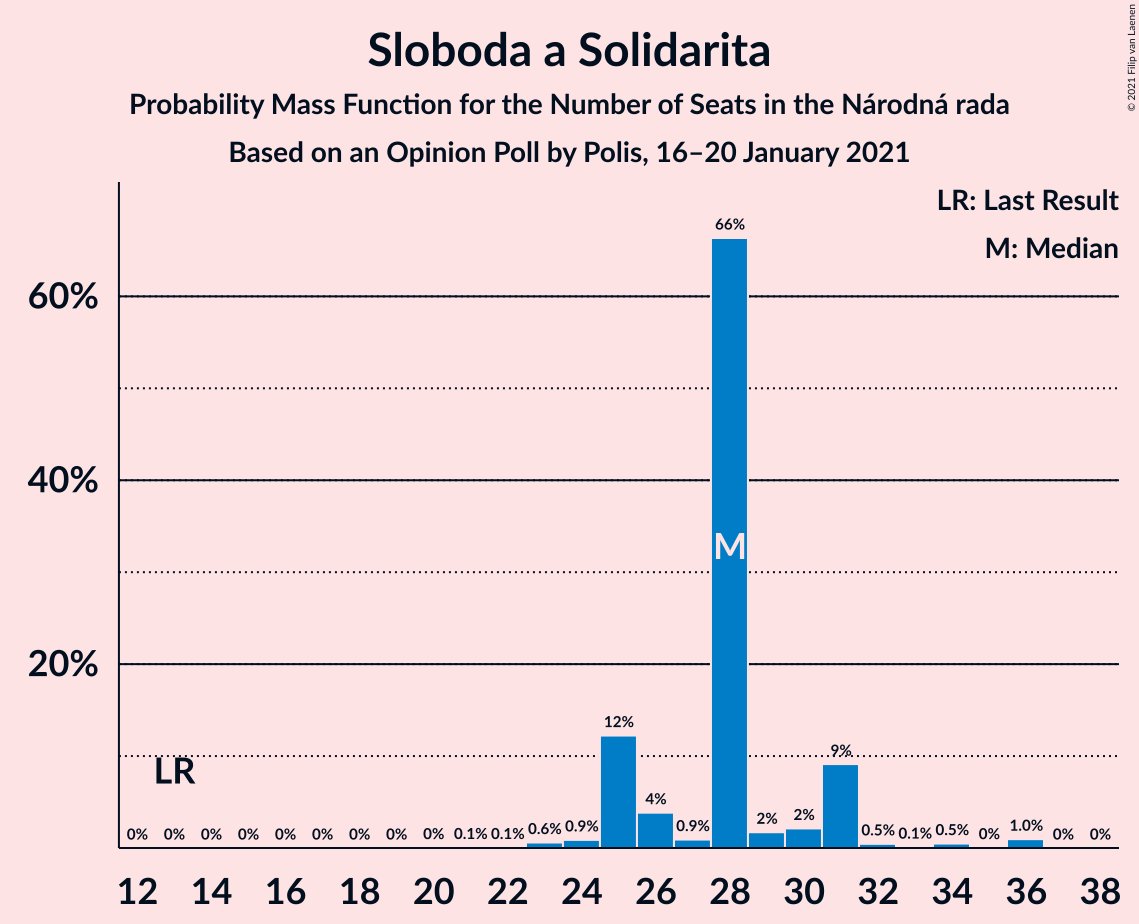 Sloboda a Solidarita
Probability Mass Function for the Number of Seats in the Národná rada
Based on an Opinion Poll by Polis, 16–20 January 2021
© 2021 Filip van Laenen
LR: Last Result
M: Median
60%
40%
20%
0% 0% 0% 0% 0% 0% 0% 0% 0% 0.1% 0.1% 0.6% 0.9% 12% 4% 0.9% 66% 2% 2% 9% 0.5% 0.1% 0.5% 0% 1.0% 0% 0%
LR
M
12 14 16 18 20 22 24 26 28 30 32 34 36 38